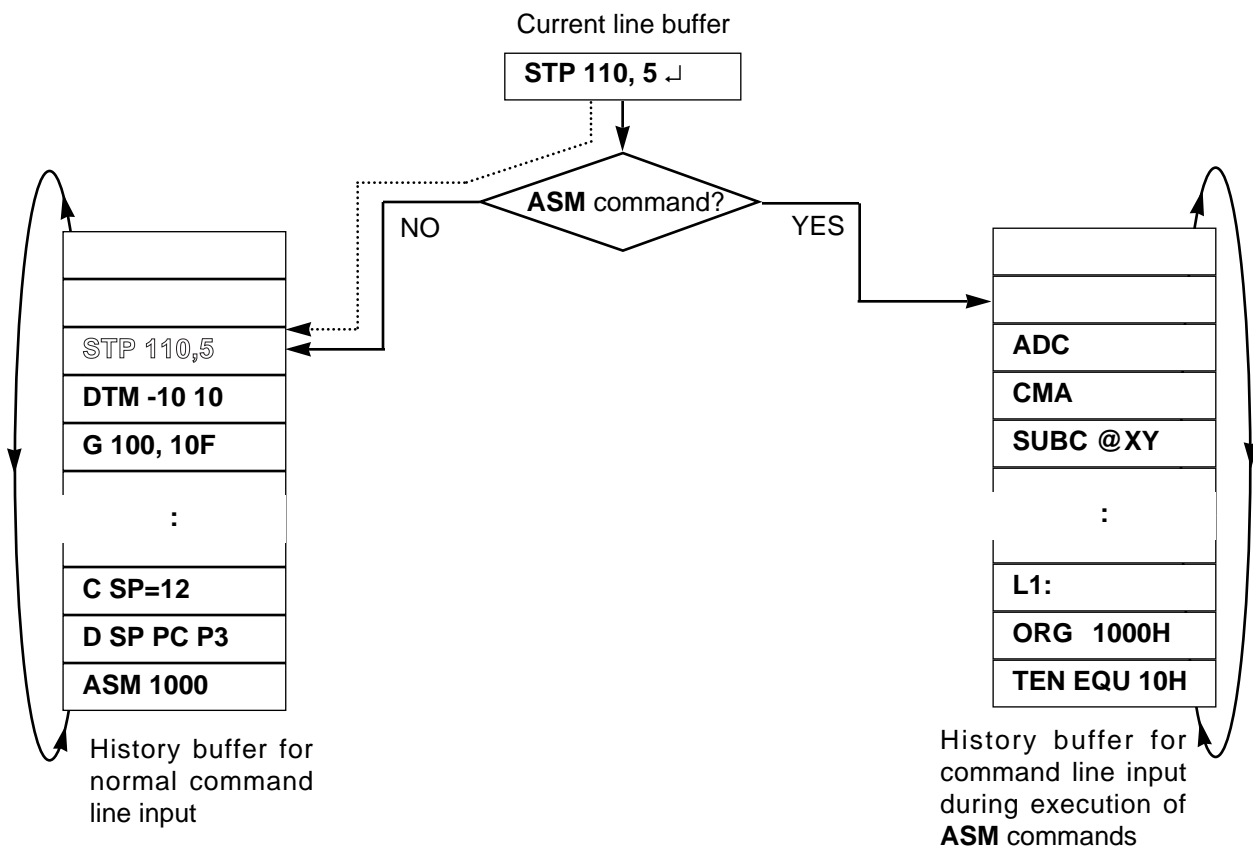 Current line buffer
STP 110, 5 ↵
ASM command?
NO
YES
STP 110,5
DTM -10 10
G 100, 10F
:
C SP=12
D SP PC P3
ASM 1000
History buffer for
normal command
line input
ADC
CMA
SUBC @XY
:
L1:
ORG 1000H
TEN EQU 10H
History buffer for
command line input
during execution of
ASM commands